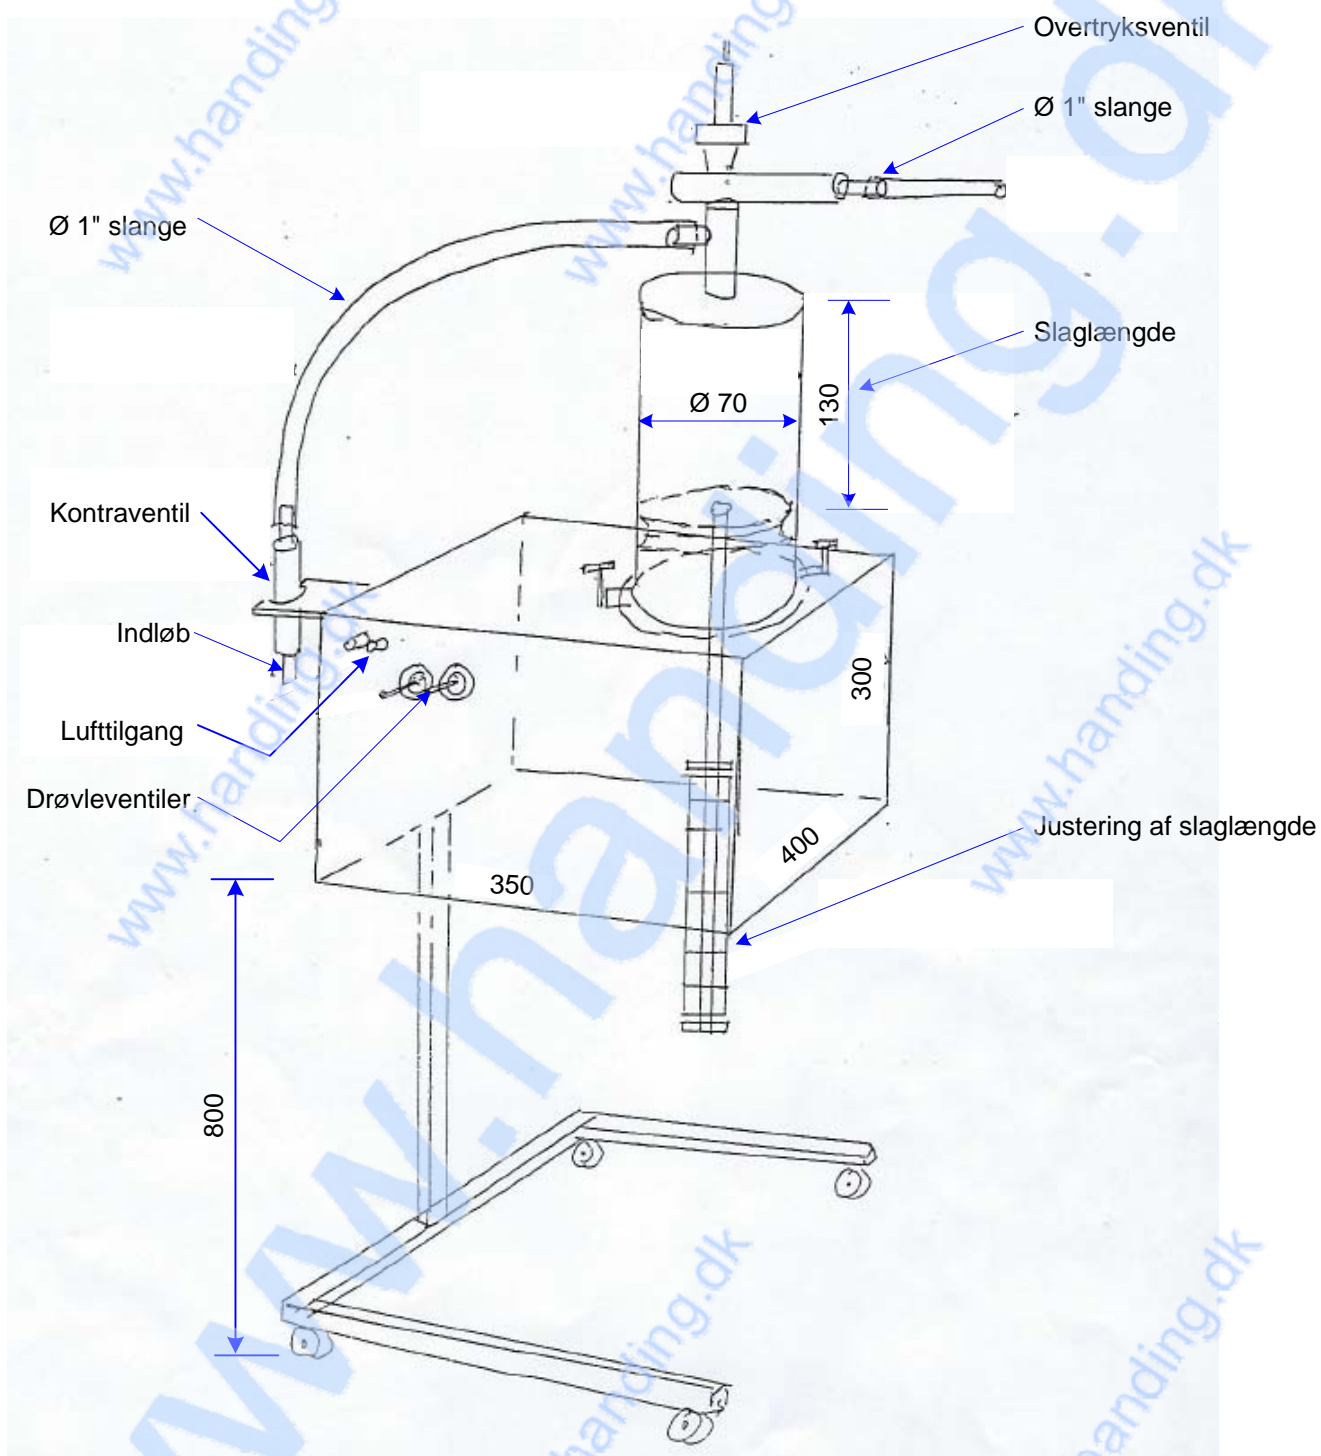 Overtryksventil
Ø 1" slange
Ø 1" slange
Slaglængde
130
Ø 70
Kontraventil
Indløb
300
Lufttilgang
Drøvleventiler
Justering af slaglængde
400
350
800
www.handing.dk
www.handing.dk
www.handing.dk
www.handing.dk
www.handing.dk
www.handing.dk
www.handing.dk